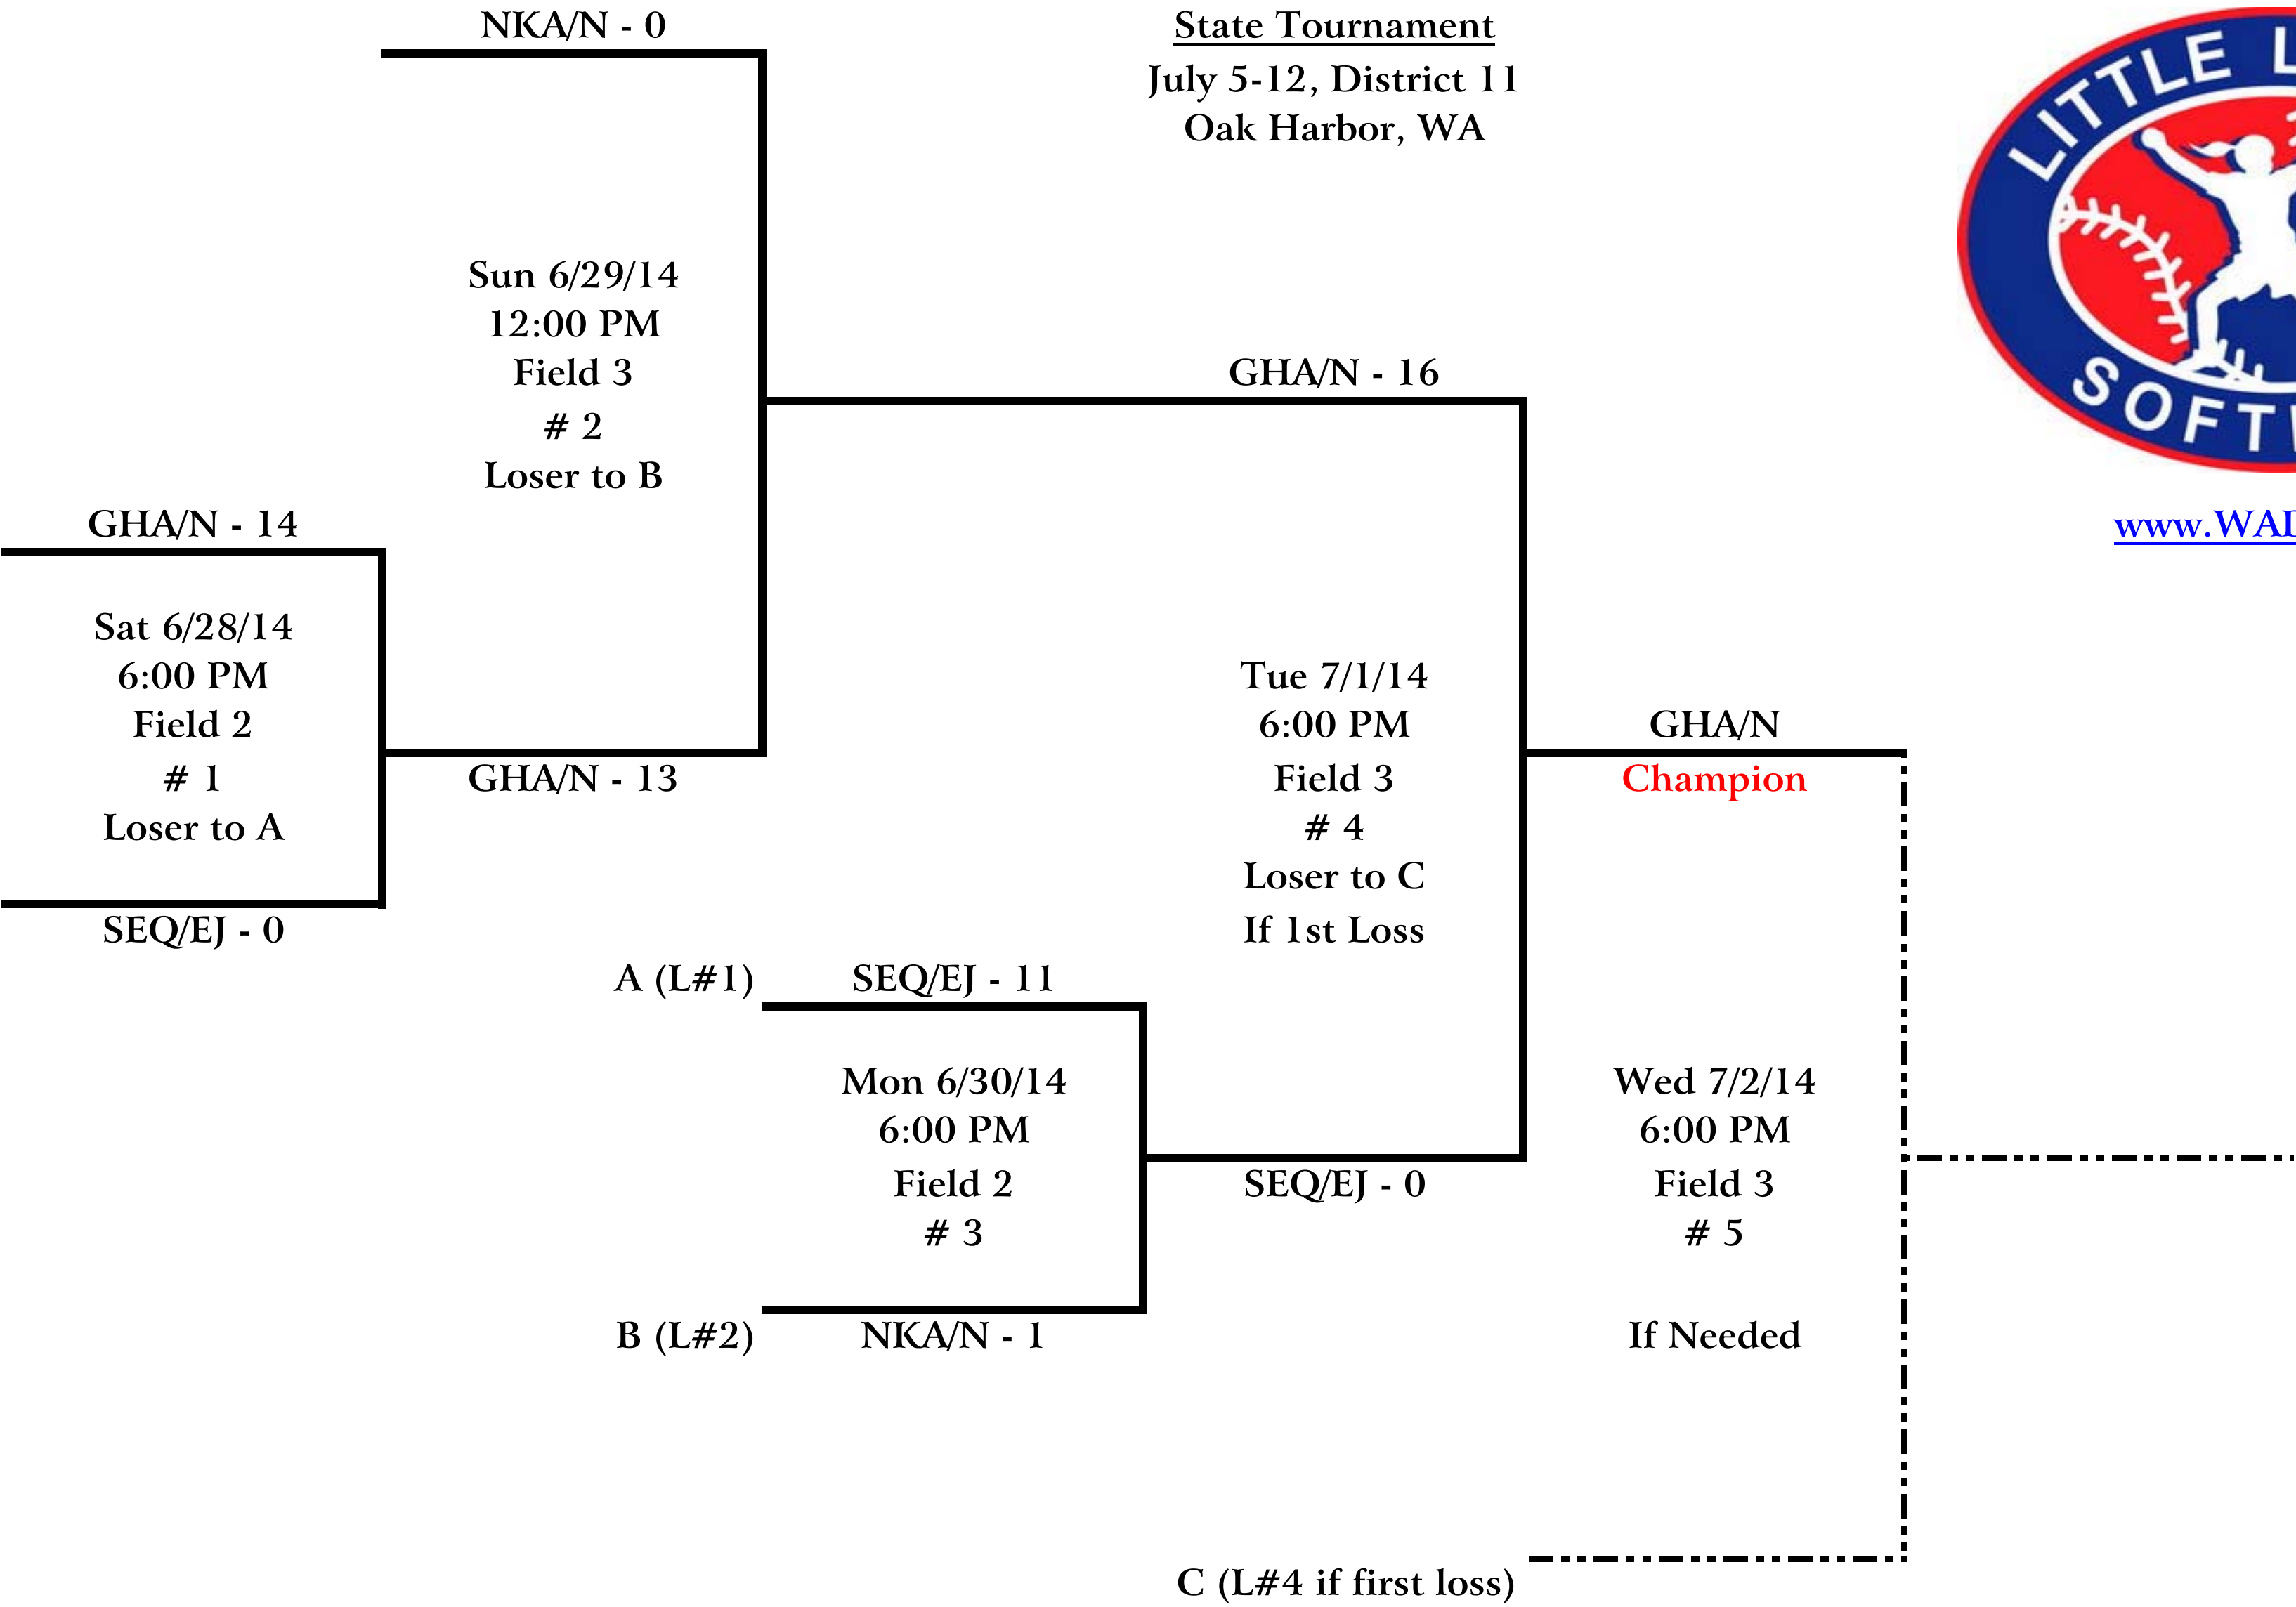 NKA/N - 0
State Tournament
July 5-12, District 11
Oak Harbor, WA
LITTLE
Sun 6/29/14
12:00 PM
Field 3
# 2
Loser to B
GHA/N - 16
www.WAD
GHA/N - 14
Sat 6/28/14
6:00 PM
Field 2
# 1
Loser to A
SEQ/EJ - 0
GHA/N - 13
Tue 7/1/14
6:00 PM
Field 3
# 4
Loser to C
If 1st Loss
GHA/N
Champion
A (L#1)
SEQ/EJ - 11
Mon 6/30/14
6:00 PM
Field 2
# 3
B (L#2)
NKA/N - 1
SEQ/EJ - 0
Wed 7/2/14
6:00 PM
Field 3
# 5
If Needed
C (L#4 if first loss)